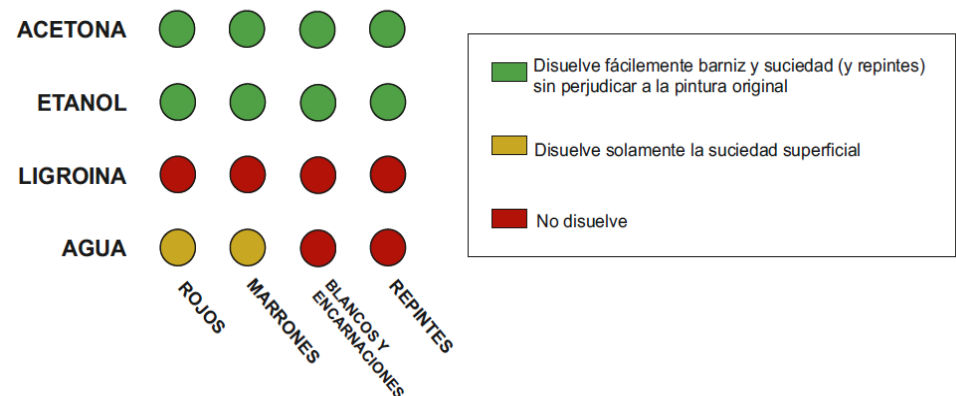 ACETONA
ETANOL
LIGROINA
AGUA
ROJOS
MARRONES
BLANCOS Y
ENCARNACIONES
REPINTES
Disuelve fácilmente barniz y suciedad (y repintes)
sin perjudicar a la pintura original
Disuelve solamente la suciedad superficial
No disuelve